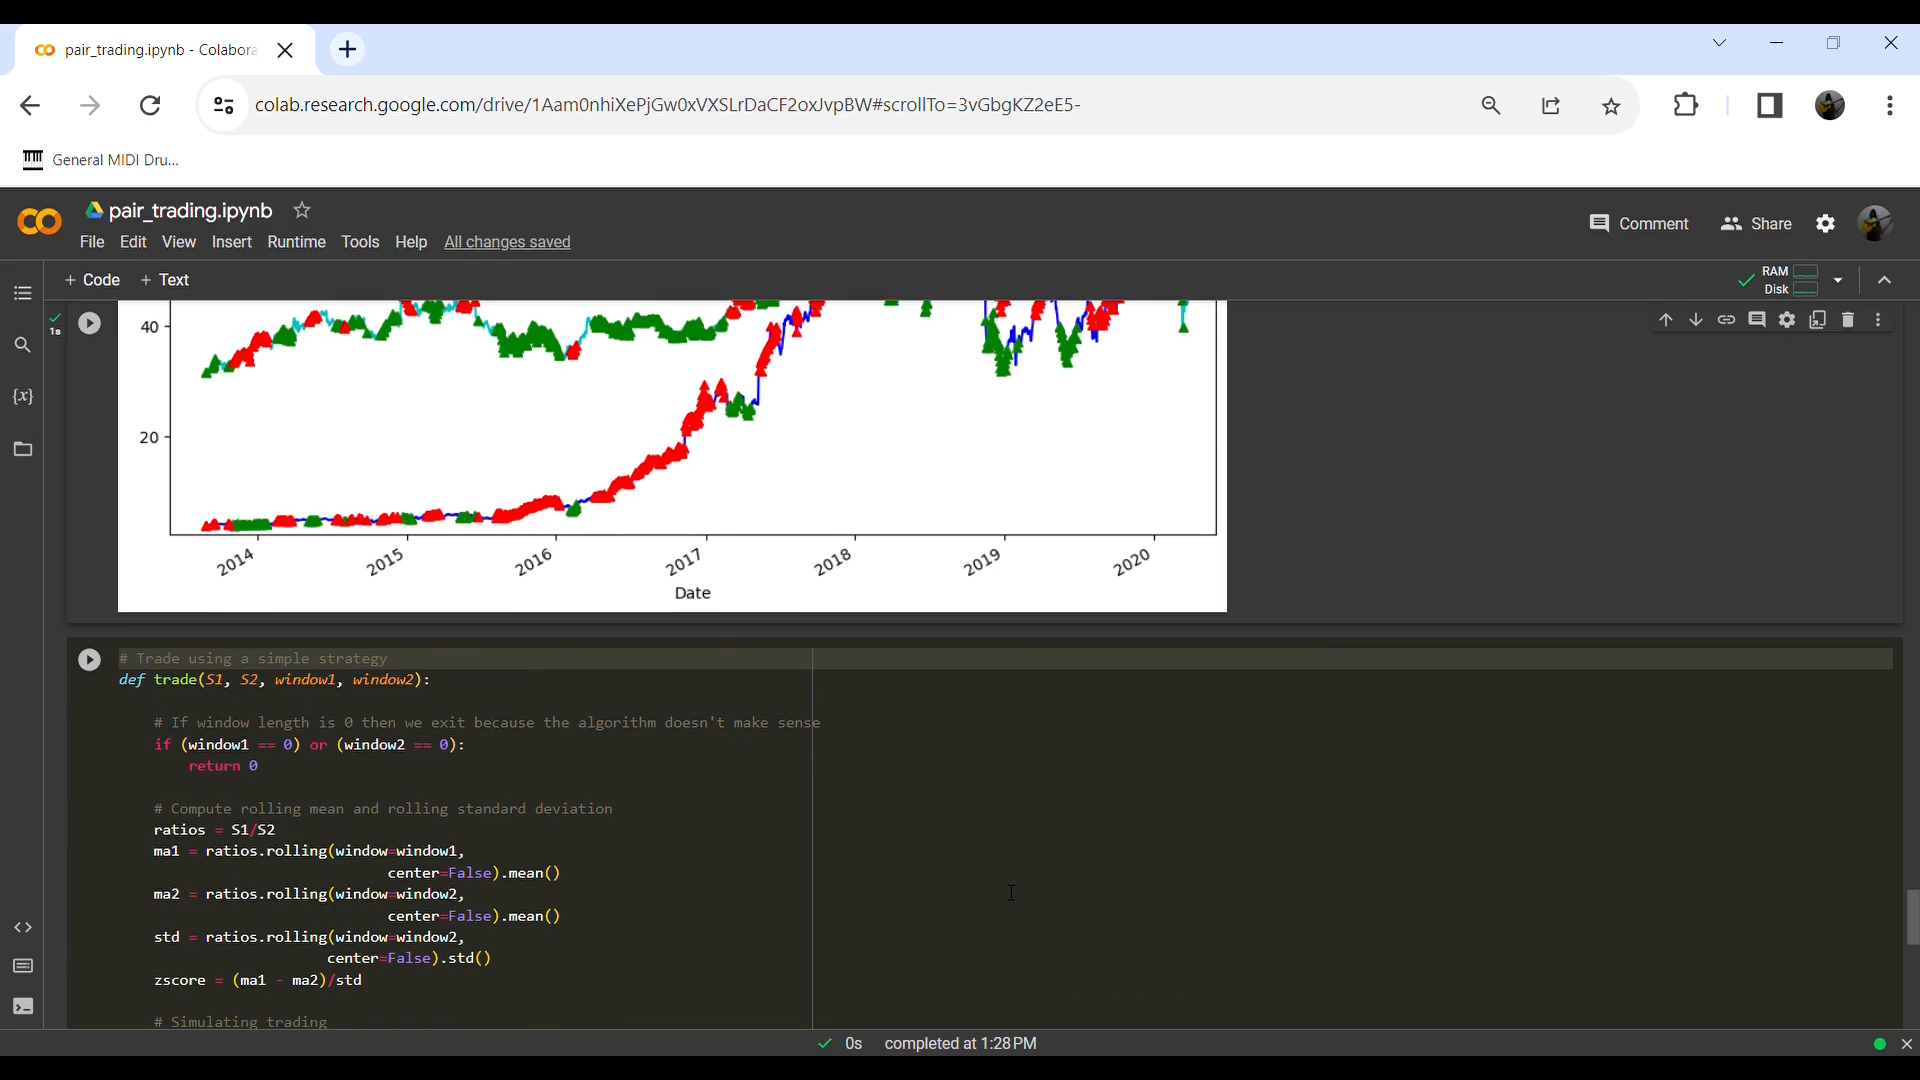 pair_trading.ipynb - Colabora
colab.research.google.com/drive/1Aam0nhiXePjGw0xVXSLrDaCF2oxJvpBW#scrollTo=3vGbgKZ2eE5-
General MIDI Dru...
pair_trading.ipynb
File Edit View Insert Runtime Tools Help All changes saved
Comment Share
+ Code + Text
RAM
Disk
1s
40
20
2014 2015 2016 2017 2018 2019 2020
Date
# Trade using a simple strategy
def trade(S1, S2, window1, window2):
# If window length is 0 then we exit because the algorithm doesn't make sense
if (window1 == 0) or (window2 == 0):
return 0
# Compute rolling mean and rolling standard deviation
ratios = S1/S2
ma1 = ratios.rolling(window=window1,
center=False).mean()
ma2 = ratios.rolling(window=window2,
center=False).mean()
std = ratios.rolling(window=window2,
center=False).std()
zscore = (ma1 - ma2)/std
# Simulating trading
0s completed at 1:28 PM